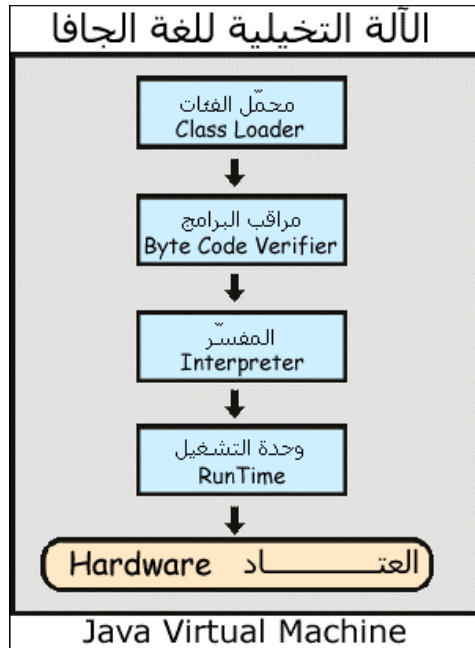 الآلة التخيلية للغة الجافا
محمّل الفئات
Class Loader
مراقب البرامج
Byte Code Verifier
المفسّر
Interpreter
وحدة التشغيل
RunTime
العتـــــــــــاد Hardware
Java Virtual Machine